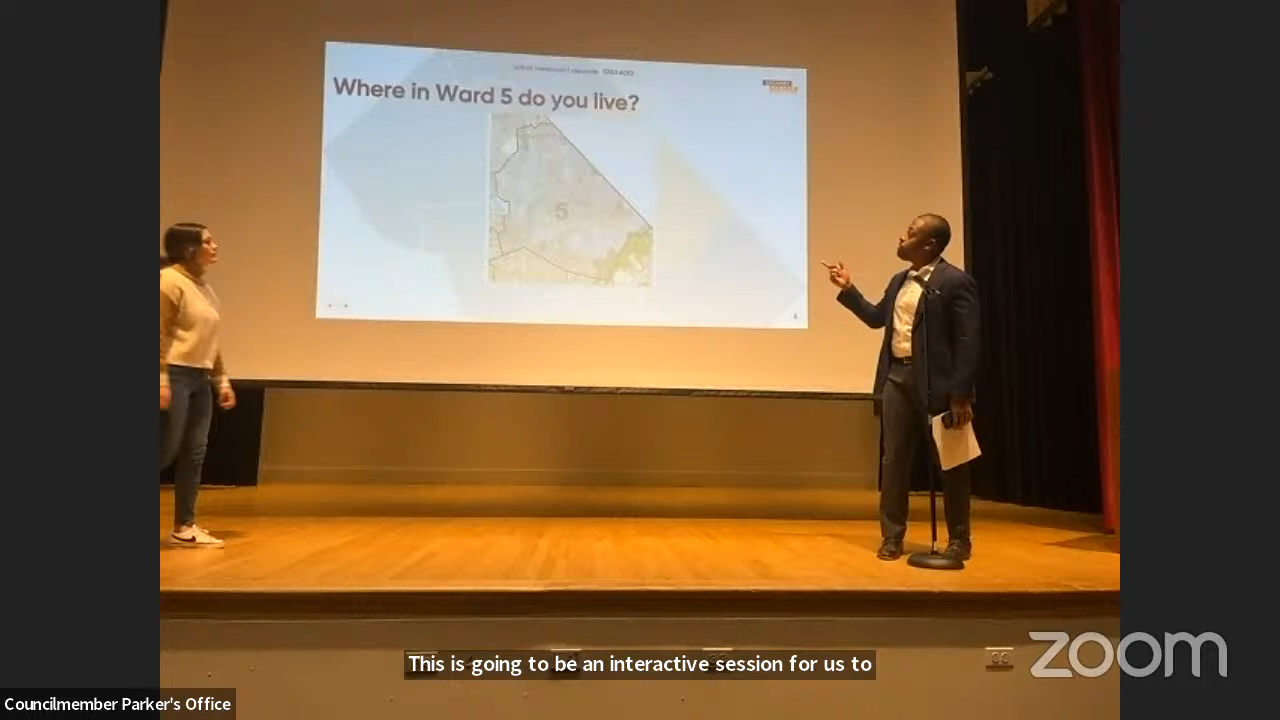 Where in Ward 5 do you live?
5
This is going to be an interactive session for us to
zoom
Councilmember Parker's Office